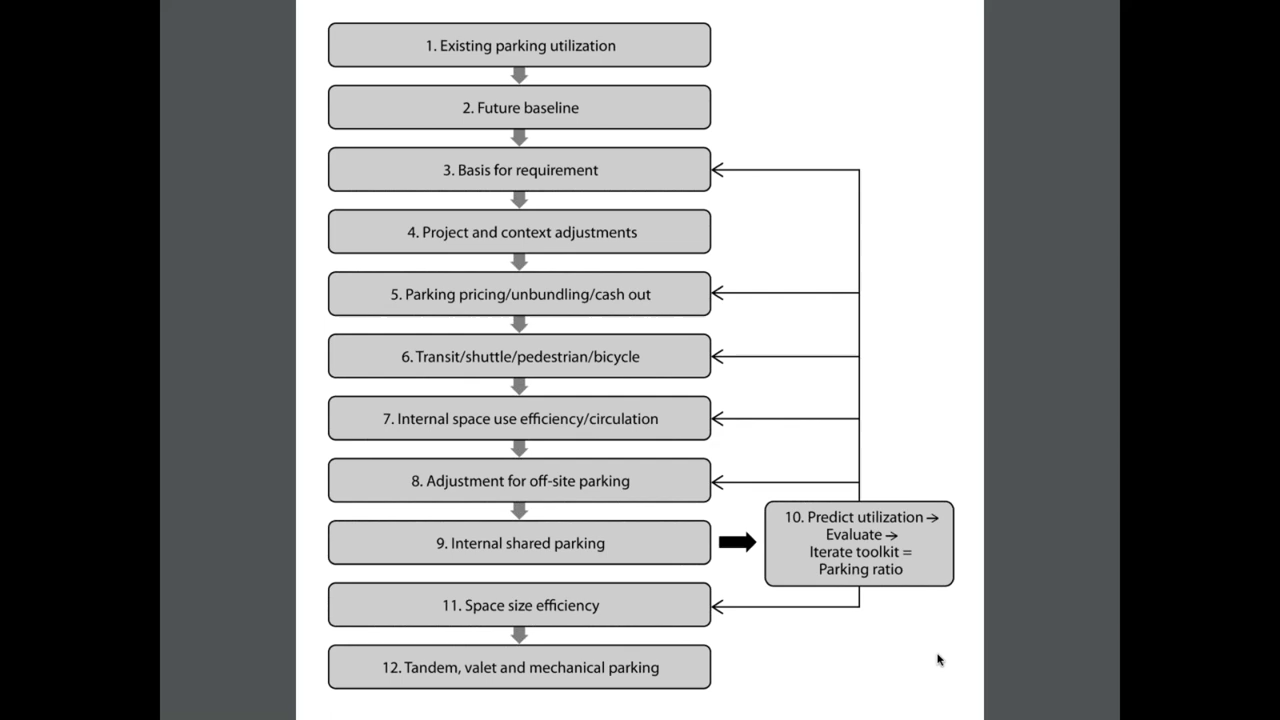 1. Existing parking utilization
2. Future baseline
3. Basis for requirement
4. Project and context adjustments
5. Parking pricing/unbundling/cash out
6. Transit/shuttle/pedestrian/bicycle
7. Internal space use efficiency/circulation
8. Adjustment for off-site parking
9. Internal shared parking
10. Predict utilization →
Evaluate →
Iterate toolkit =
Parking ratio
11. Space size efficiency
12. Tandem, valet and mechanical parking